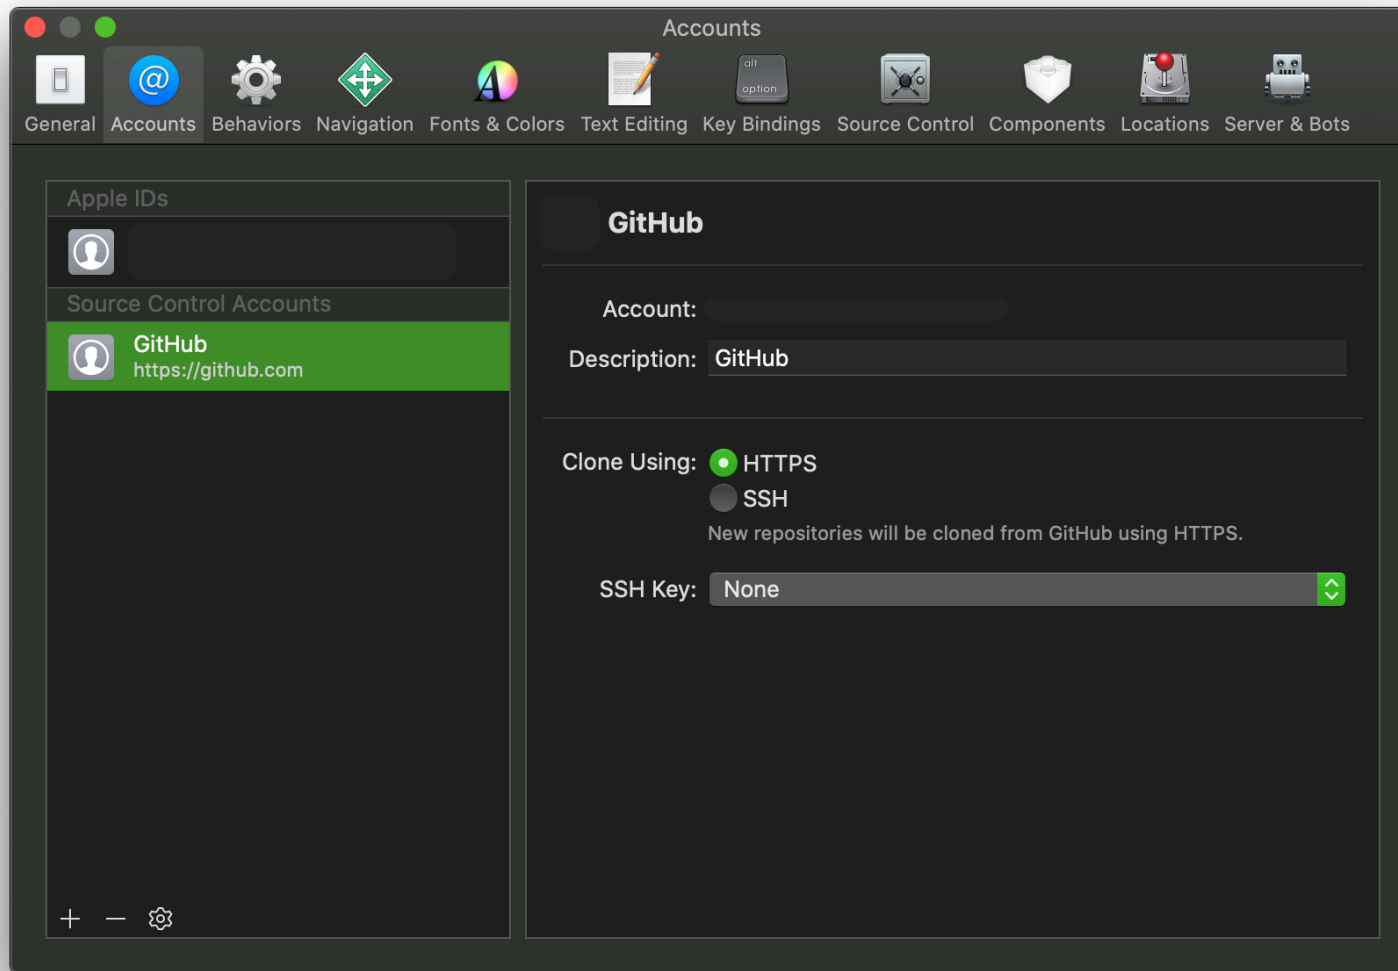 Accounts
alt
option
General Accounts Behaviors Navigation Fonts & Colors Text Editing Key Bindings Source Control Components Locations Server & Bots
Apple IDs
Source Control Accounts
GitHub
https://github.com
GitHub
Account:
Description: GitHub
Clone Using: HTTPS
SSH
New repositories will be cloned from GitHub using HTTPS.
SSH Key: None